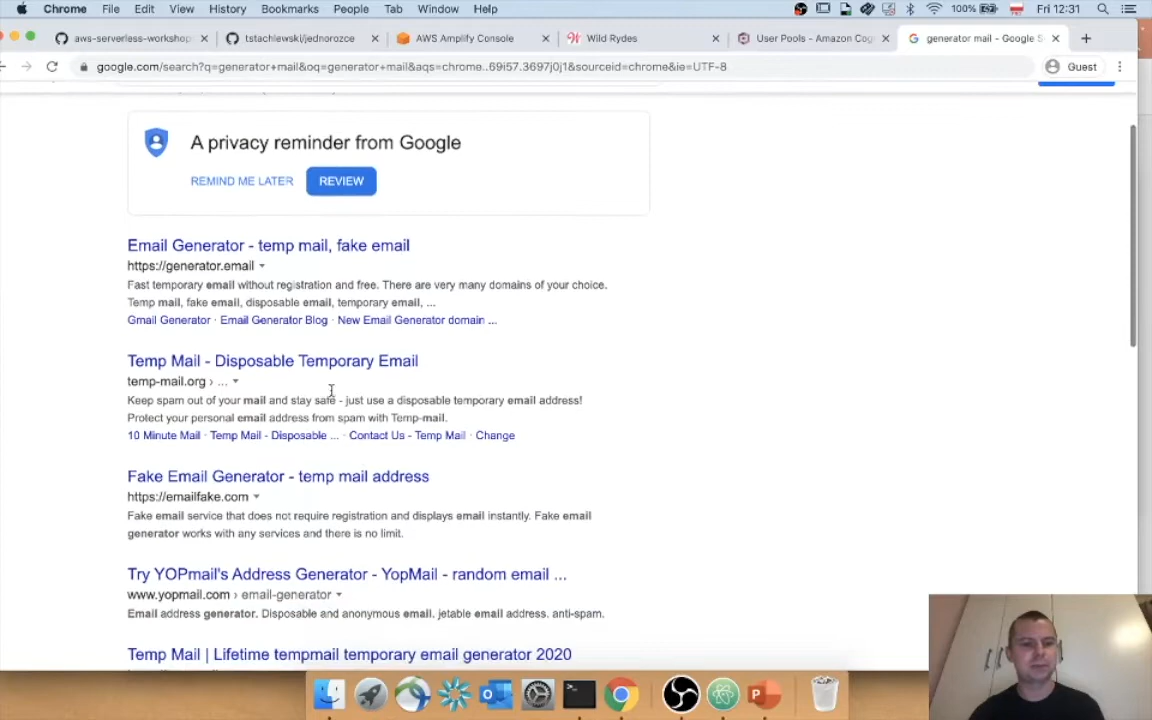 Chrome File Edit View History Bookmarks People Tab Window Help 100% Fri 12:31
aws-serverless-workshop tstachlewski/jednorozce AWS Amplify Console Wild Rydes User Pools - Amazon Cog generator mail - Google S
google.com/search?q=generator+mail&oq=generator+mail&aqs=chrome..69i57.3697j0j1&sourceid=chrome&ie=UTF-8 Guest
A privacy reminder from Google
REMIND ME LATER REVIEW
Email Generator - temp mail, fake email
https://generator.email
Fast temporary email without registration and free. There are very many domains of your choice.
Temp mail, fake email, disposable email, temporary email, ...
Gmail Generator · Email Generator Blog · New Email Generator domain ...
Temp Mail - Disposable Temporary Email
temp-mail.org › ...
Keep spam out of your mail and stay safe - just use a disposable temporary email address!
Protect your personal email address from spam with Temp-mail.
10 Minute Mail · Temp Mail - Disposable ... · Contact Us - Temp Mail · Change
Fake Email Generator - temp mail address
https://emailfake.com
Fake email service that does not require registration and displays email instantly. Fake email
generator works with any services and there is no limit.
Try YOPmail's Address Generator - YopMail - random email ...
www.yopmail.com › email-generator
Email address generator. Disposable and anonymous email. jetable email address. anti-spam.
Temp Mail | Lifetime tempmail temporary email generator 2020